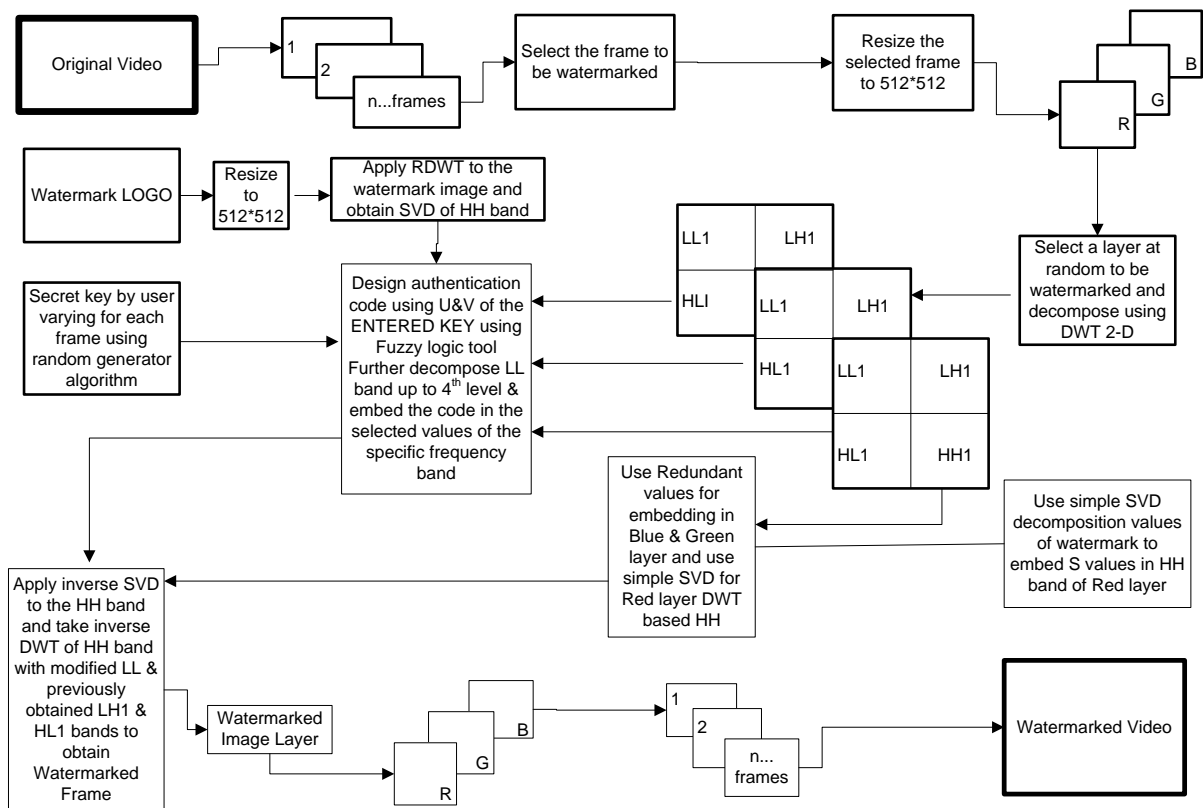 Original Video
1
2
n...frames
Select the frame to
be watermarked
Resize the
selected frame
to 512*512
B
G
R
Watermark LOGO
Resize
to
512*512
Apply RDWT to the
watermark image and
obtain SVD of HH band
LL1
LH1
HLI
LL1
LH1
HL1
LL1
LH1
HL1
HH1
Select a layer at
random to be
watermarked and
decompose using
DWT 2-D
Secret key by user
varying for each
frame using
random generator
algorithm
Design authentication
code using U&V of the
ENTERED KEY using
Fuzzy logic tool
Further decompose LL
band up to 4th level &
embed the code in the
selected values of the
specific frequency
band
Use Redundant
values for
embedding in
Blue & Green
layer and use
simple SVD for
Red layer DWT
based HH
Use simple SVD
decomposition values
of watermark to
embed S values in HH
band of Red layer
Apply inverse SVD
to the HH band
and take inverse
DWT of HH band
with modified LL &
previously
obtained LH1 &
HL1 bands to
obtain
Watermarked
Frame
Watermarked
Image Layer
B
G
R
1
2
n...
frames
Watermarked Video